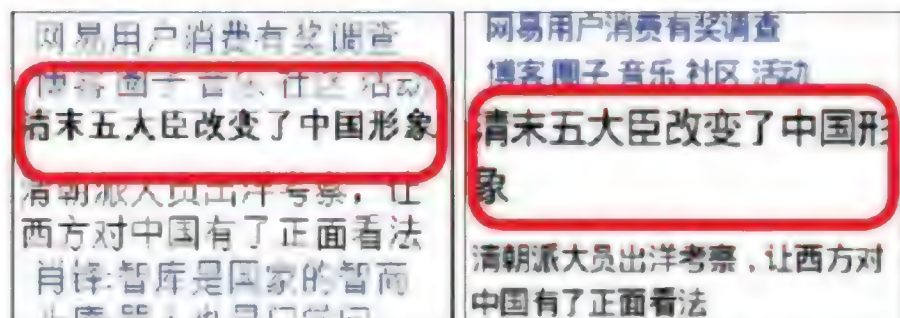 网易用户消费有奖调查
博客 圈子 音乐 社区 活动
清末五大臣改变了中国形象
清朝派大员出洋考察，让
西方对中国有了正面看法
肖锋:智库是国家的智商
网易用户消费有奖调查
博客 圈子 音乐 社区 活动
清末五大臣改变了中国形
象
清朝派大员出洋考察，让西方对
中国有了正面看法